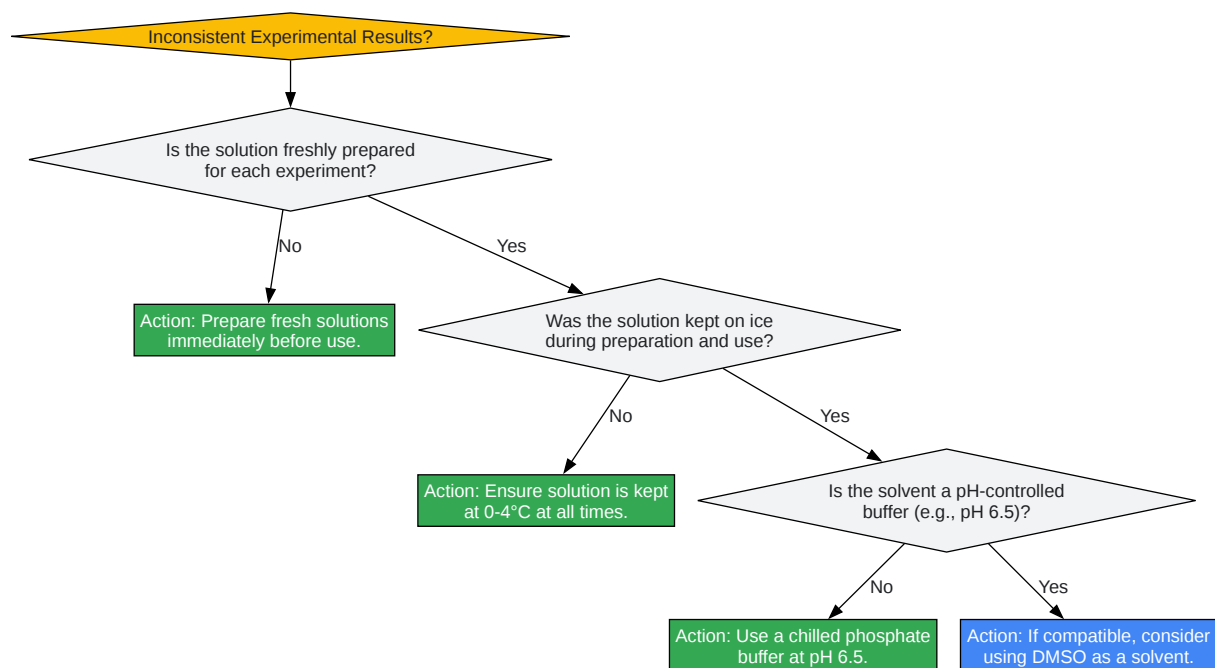 Inconsistent Experimental Results?
Is the solution freshly prepared
for each experiment?
No
Yes
Action: Prepare fresh solutions
immediately before use.
Was the solution kept on ice
during preparation and use?
No
Yes
Action: Ensure solution is kept
at 0-4°C at all times.
Is the solvent a pH-controlled
buffer (e.g., pH 6.5)?
No
Yes
Action: Use a chilled phosphate
buffer at pH 6.5.
Action: If compatible, consider
using DMSO as a solvent.